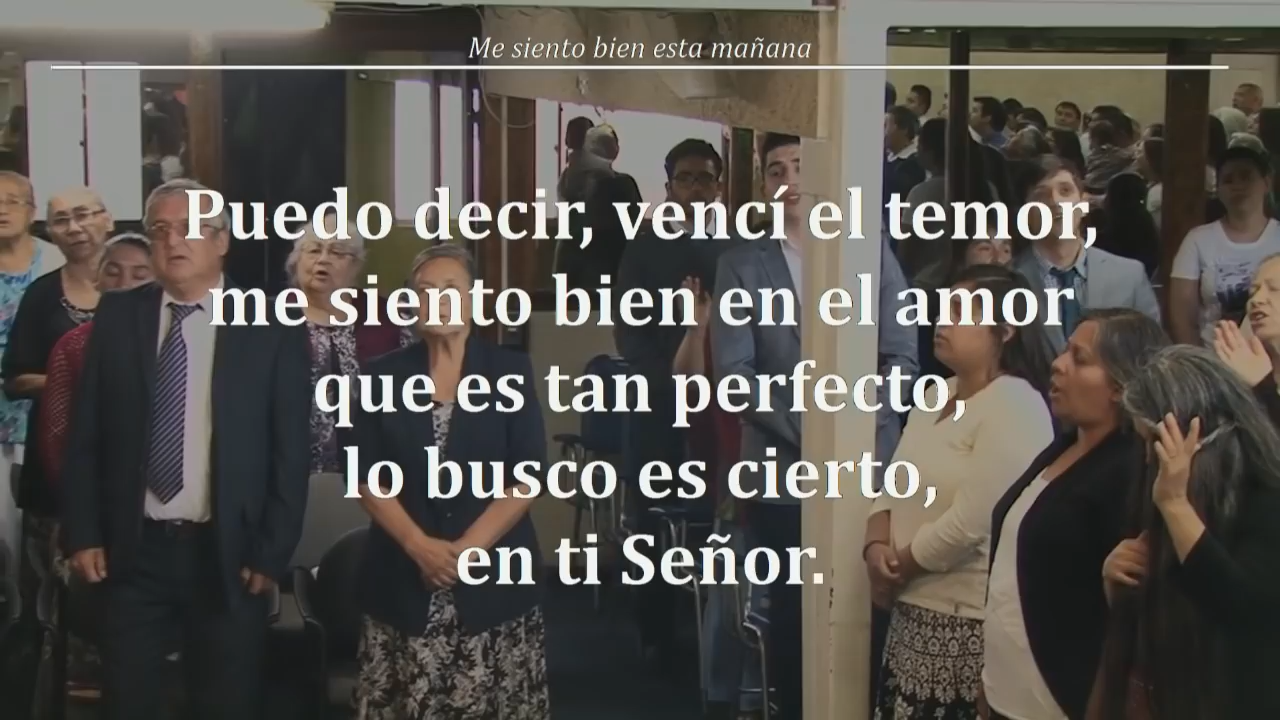 Me siento bien esta mañana
Puedo decir, vencí el temor,
me siento bien en el amor
que es tan perfecto,
lo busco es cierto,
en ti Señor.